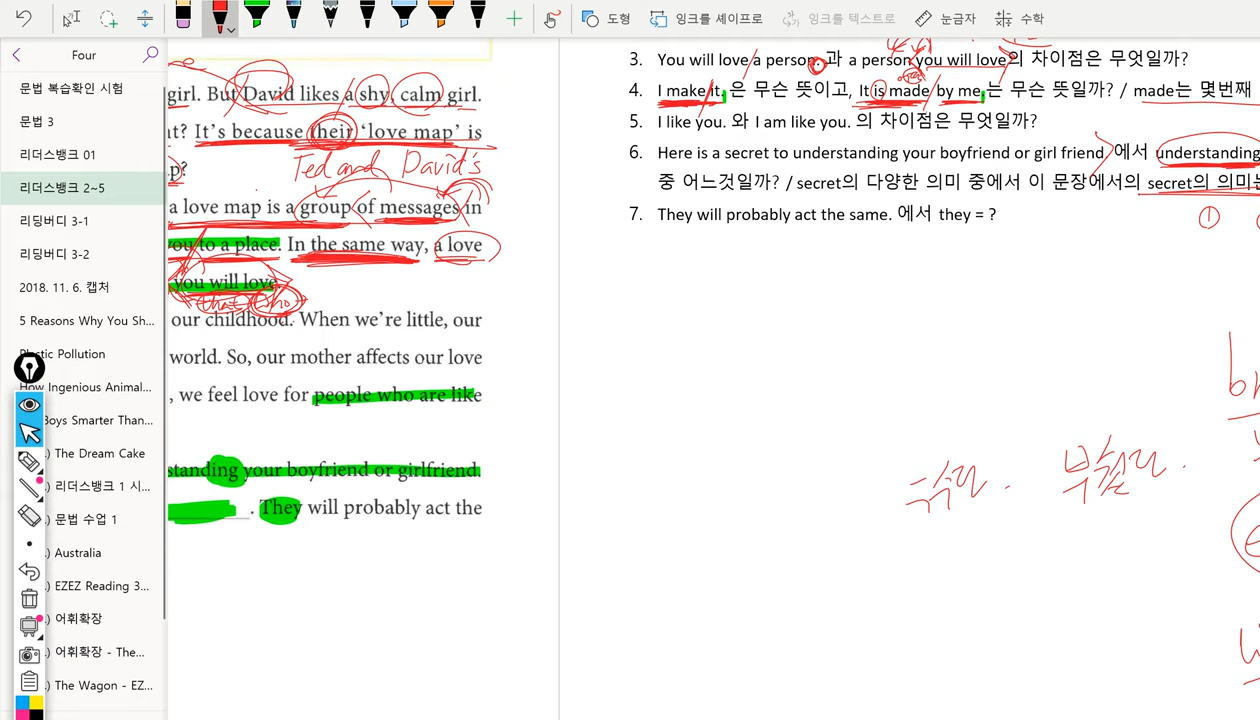 도형
잉크를 셰이프로
잉크를 텍스트로
눈금자
수학
Four
문법 복습확인 시험
문법 3
리더스뱅크 01
리더스뱅크 2~5
리딩버디 3-1
리딩버디 3-2
2018. 11. 6. 캡처
5 Reasons Why You Sh...
Plastic Pollution
How Ingenious Animal...
Boys Smarter Than...
.) The Dream Cake
.) 리더스뱅크 1 시...
.) 문법 수업 1
.) Australia
.) EZEZ Reading 3...
.) 어휘확장
.) 어휘확장 - The...
.) The Wagon - EZ...
girl. But David likes a shy, calm girl.
at? It's because their 'love map' is
Ted and David's
ap?
a love map is a group of messages in
you to a place. In the same way, a love
you will love
that who
our childhood. When we're little, our
world. So, our mother affects our love
, we feel love for people who are like
standing your boyfriend or girlfriend.
. They will probably act the
3. You will love a person. 과 a person you will love의 차이점은 무엇일까?
4. I make it. 은 무슨 뜻이고, It is made by me.는 무슨 뜻일까? / made는 몇번째
5. I like you. 와 I am like you. 의 차이점은 무엇일까?
6. Here is a secret to understanding your boyfriend or girl friend 에서 understanding
중 어느것일까? / secret의 다양한 의미 중에서 이 문장에서의 secret의 의미는
7. They will probably act the same. 에서 they = ?
①